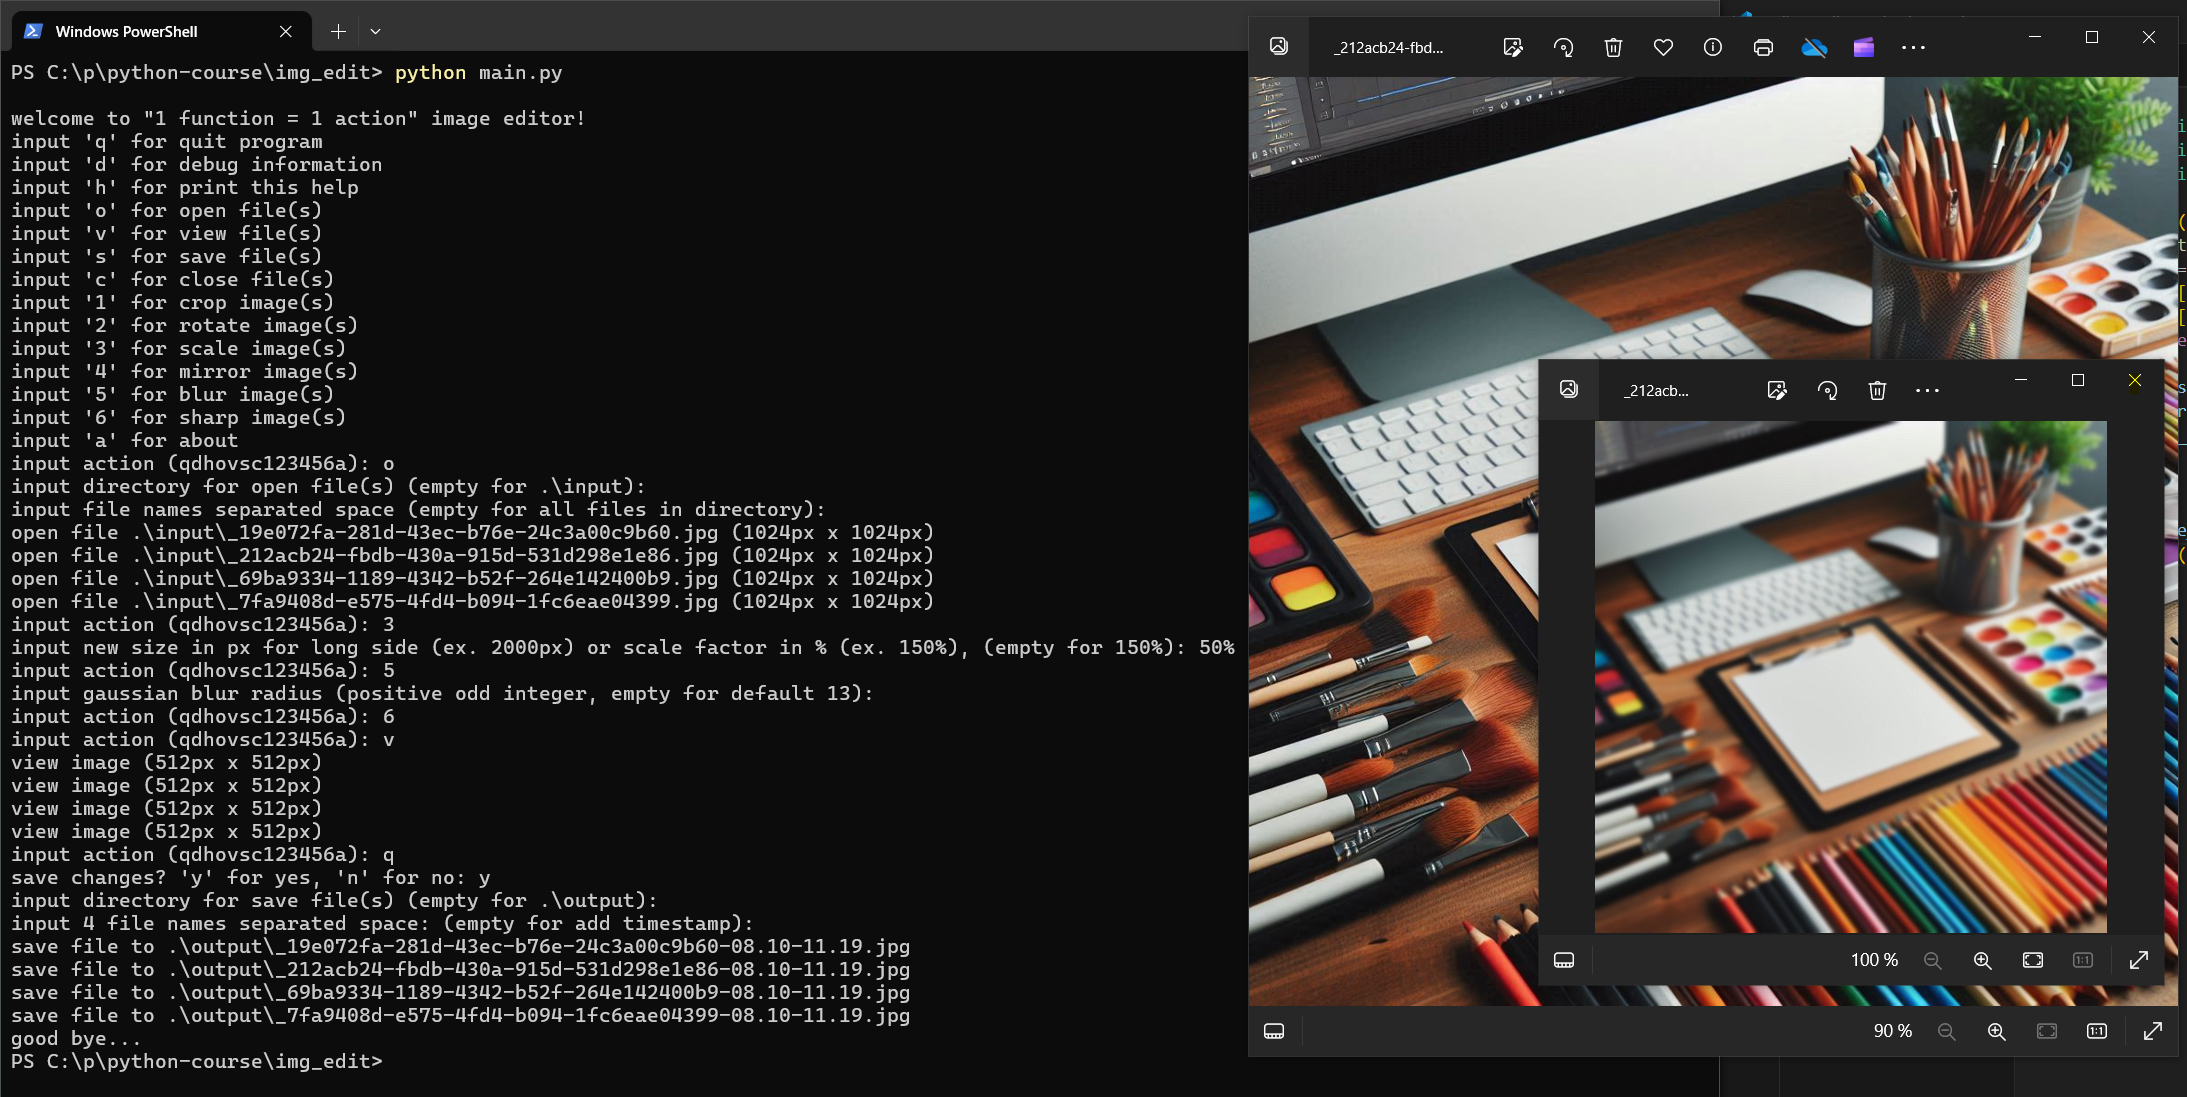 Windows PowerShell
PS C:\p\python-course\img_edit> python main.py
welcome to "1 function = 1 action" image editor!
input 'q' for quit program
input 'd' for debug information
input 'h' for print this help
input 'o' for open file(s)
input 'v' for view file(s)
input 's' for save file(s)
input 'c' for close file(s)
input '1' for crop image(s)
input '2' for rotate image(s)
input '3' for scale image(s)
input '4' for mirror image(s)
input '5' for blur image(s)
input '6' for sharp image(s)
input 'a' for about
input action (qdhovsc123456a): o
input directory for open file(s) (empty for .\input):
input file names separated space (empty for all files in directory):
open file .\input\_19e072fa-281d-43ec-b76e-24c3a00c9b60.jpg (1024px x 1024px)
open file .\input\_212acb24-fbdb-430a-915d-531d298e1e86.jpg (1024px x 1024px)
open file .\input\_69ba9334-1189-4342-b52f-264e142400b9.jpg (1024px x 1024px)
open file .\input\_7fa9408d-e575-4fd4-b094-1fc6eae04399.jpg (1024px x 1024px)
input action (qdhovsc123456a): 3
input new size in px for long side (ex. 2000px) or scale factor in % (ex. 150%), (empty for 150%): 50%
input action (qdhovsc123456a): 5
input gaussian blur radius (positive odd integer, empty for default 13):
input action (qdhovsc123456a): 6
input action (qdhovsc123456a): v
view image (512px x 512px)
view image (512px x 512px)
view image (512px x 512px)
view image (512px x 512px)
input action (qdhovsc123456a): q
save changes? 'y' for yes, 'n' for no: y
input directory for save file(s) (empty for .\output):
input 4 file names separated space: (empty for add timestamp):
save file to .\output\_19e072fa-281d-43ec-b76e-24c3a00c9b60-08.10-11.19.jpg
save file to .\output\_212acb24-fbdb-430a-915d-531d298e1e86-08.10-11.19.jpg
save file to .\output\_69ba9334-1189-4342-b52f-264e142400b9-08.10-11.19.jpg
save file to .\output\_7fa9408d-e575-4fd4-b094-1fc6eae04399-08.10-11.19.jpg
good bye...
PS C:\p\python-course\img_edit>
_212acb24-fbd...
_212acb...
100 %
90 %